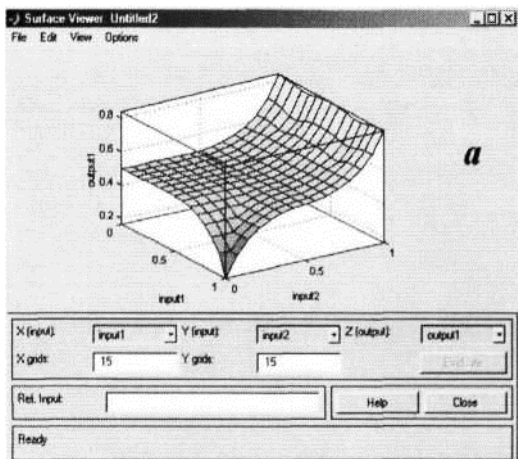 Surface Viewer Untitled2
File Edit View Options
0.8
0.6
0.4
0.2
output1
0
0.5
1
input1
0
0.5
1
input2
a
X (input): input1 Y (input): input2 Z (output): output1
X grids: 15 Y grids: 15 Evaluate
Ref. Input:
Help Close
Ready